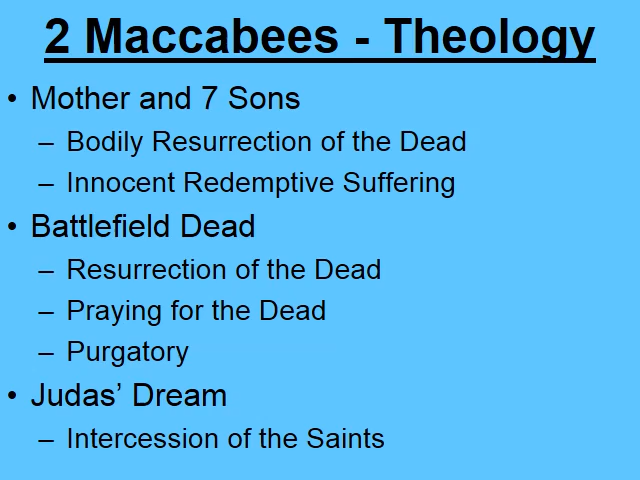 2 Maccabees - Theology
• Mother and 7 Sons
– Bodily Resurrection of the Dead
– Innocent Redemptive Suffering
• Battlefield Dead
– Resurrection of the Dead
– Praying for the Dead
– Purgatory
• Judas’ Dream
– Intercession of the Saints